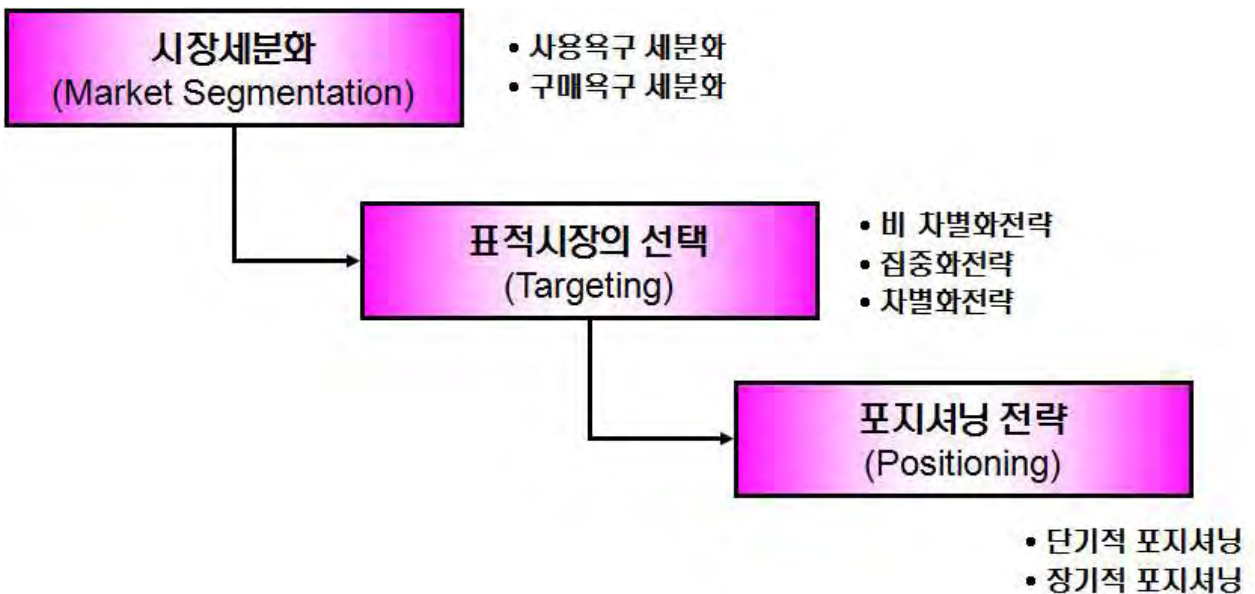 시장세분화
(Market Segmentation)
• 사용욕구 세분화
• 구매욕구 세분화
표적시장의 선택
(Targeting)
• 비 차별화전략
• 집중화전략
• 차별화전략
포지셔닝 전략
(Positioning)
• 단기적 포지셔닝
• 장기적 포지셔닝